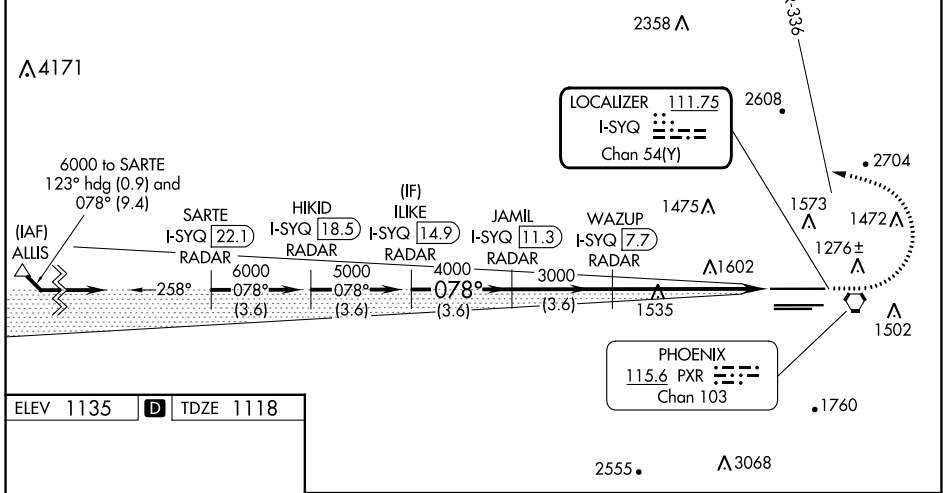 R-336
2358
4171
LOCALIZER 111.75
I-SYQ
Chan 54(Y)
2608
2704
6000 to SARTE
123° hdg (0.9) and
078° (9.4)
(IAF)
ALLIS
SARTE
I-SYQ 22.1
RADAR
HIKID
I-SYQ 18.5
RADAR
(IF)
ILIKE
I-SYQ 14.9
RADAR
JAMIL
I-SYQ 11.3
RADAR
WAZUP
I-SYQ 7.7
RADAR
1475
1573
1472
1276 ±
1602
258°
6000
078°
(3.6)
5000
078°
(3.6)
4000
078°
(3.6)
3000
(3.6)
1535
1502
PHOENIX
115.6 PXR
Chan 103
1760
ELEV 1135 D TDZE 1118
2555
3068